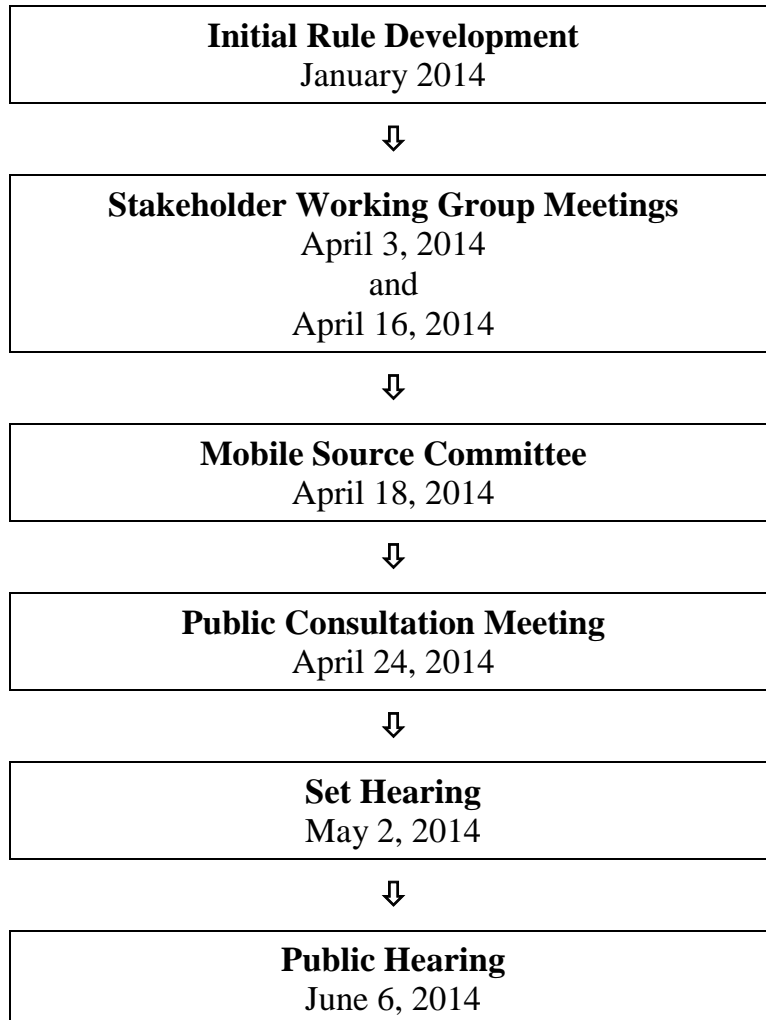 Initial Rule Development
January 2014
⇩
Stakeholder Working Group Meetings
April 3, 2014
and
April 16, 2014
⇩
Mobile Source Committee
April 18, 2014
⇩
Public Consultation Meeting
April 24, 2014
⇩
Set Hearing
May 2, 2014
⇩
Public Hearing
June 6, 2014